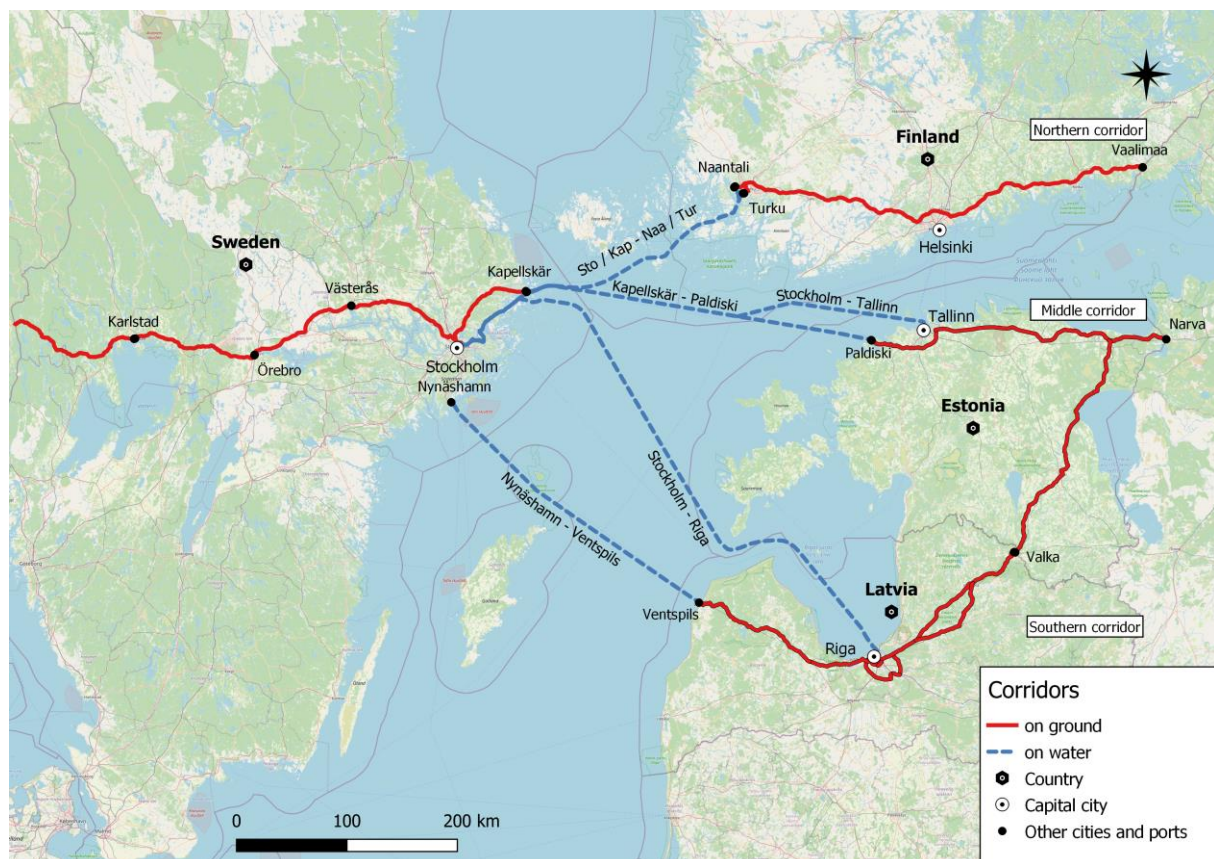 Northern corridor
Finland
Vaalimaa
Naantali
Turku
Helsinki
Sto / Kap - Naa / Tur
Sweden
Kapellskär
Västerås
Kapellskär - Paldiski
Stockholm - Tallinn
Tallinn
Middle corridor
Narva
Karlstad
Örebro
Stockholm
Paldiski
Nynäshamn
Estonia
Stockholm - Riga
Nynäshamn - Ventspils
Valka
Latvia
Ventspils
Southern corridor
Riga
Corridors
on ground
on water
Country
Capital city
Other cities and ports
0 100 200 km